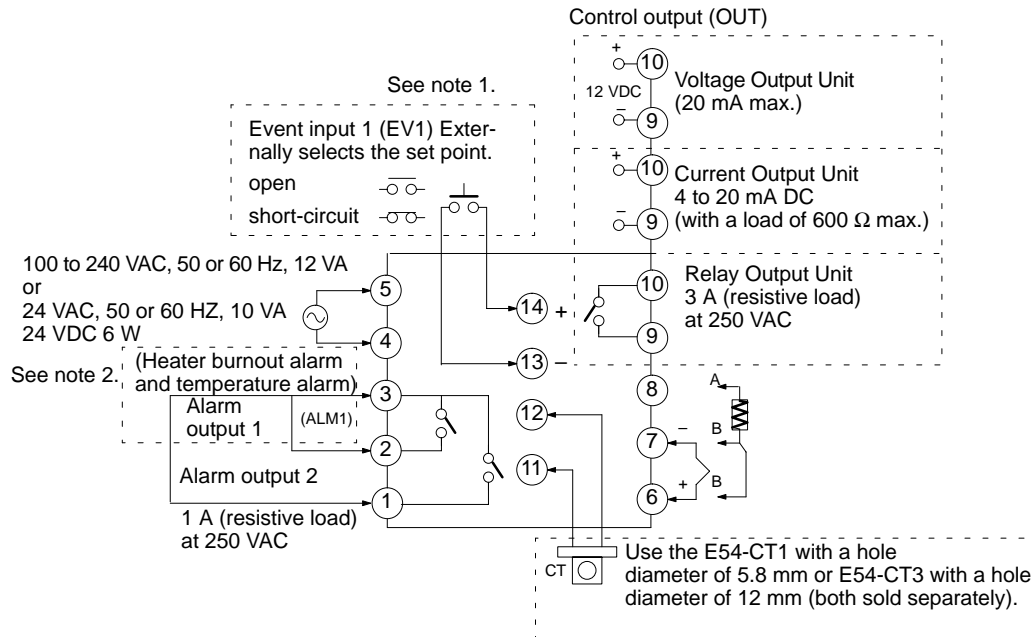 Control output (OUT)
+
10
12 VDC
Voltage Output Unit
(20 mA max.)
−
9
+
10
Current Output Unit
4 to 20 mA DC
(with a load of 600 Ω max.)
−
9
Relay Output Unit
3 A (resistive load)
at 250 VAC
10
9
See note 1.
Event input 1 (EV1) Exter-
nally selects the set point.
open
short-circuit
100 to 240 VAC, 50 or 60 Hz, 12 VA
or
24 VAC, 50 or 60 HZ, 10 VA
24 VDC 6 W
5
4
14 +
13 −
See note 2.
(Heater burnout alarm
and temperature alarm)
Alarm
output 1
(ALM1)
3
2
12
11
8
7
6
A
B
B
−
+
Alarm output 2
1
1 A (resistive load)
at 250 VAC
CT
Use the E54-CT1 with a hole
diameter of 5.8 mm or E54-CT3 with a hole
diameter of 12 mm (both sold separately).